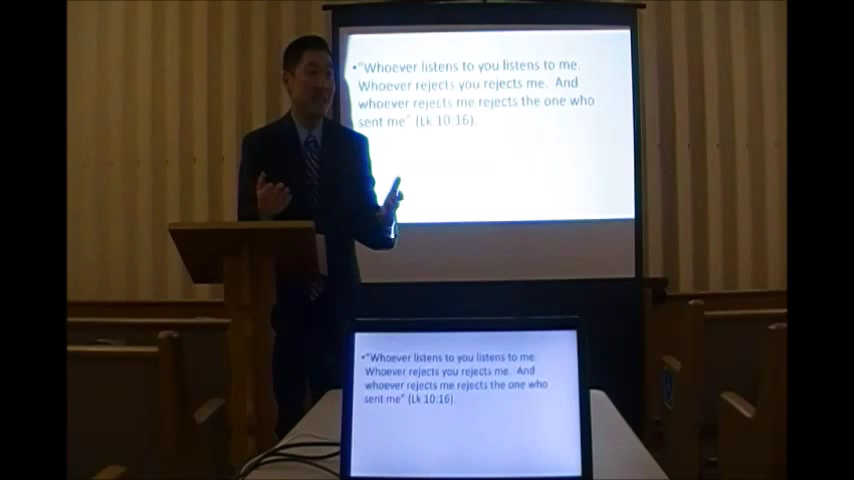 •"Whoever listens to you listens to me.
Whoever rejects you rejects me. And
whoever rejects me rejects the one who
sent me" (Lk 10:16).
•"Whoever listens to you listens to me.
Whoever rejects you rejects me. And
whoever rejects me rejects the one who
sent me" (Lk 10:16).